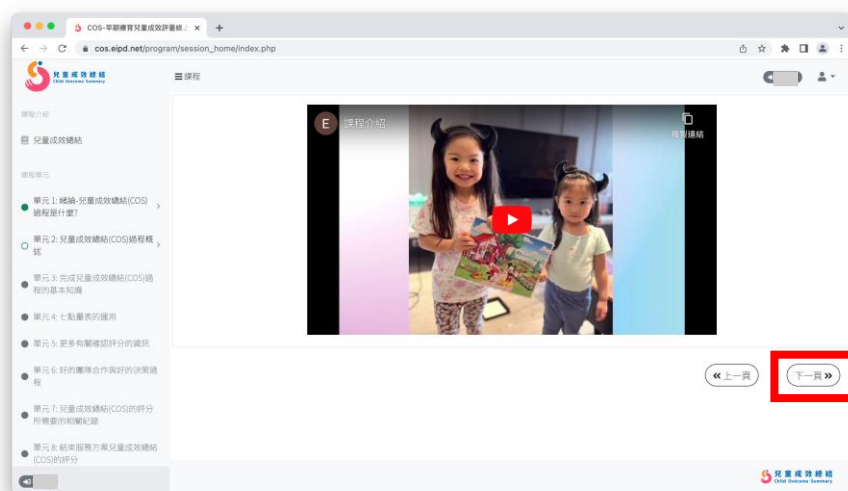 COS-早期療育兒童成效評量線上
cos.eipd.net/program/session_home/index.php
兒童成效總結
Child Outcome Summary
課程
課程介紹
兒童成效總結
課程單元
單元 1: 緒論-兒童成效總結(COS)
過程是什麼?
單元 2: 兒童成效總結(COS)過程概
述
單元 3: 完成兒童成效總結(COS)過
程的基本知識
單元 4: 七點量表的運用
單元 5: 更多有關確認評分的資訊
單元 6: 好的團隊合作與好的決策過
程
單元 7: 兒童成效總結(COS)的評分
所需要的相關紀錄
單元 8: 結束服務方案兒童成效總結
(COS)的評分
E 課程介紹
複製連結
上一頁
下一頁
兒童成效總結
Child Outcome Summary